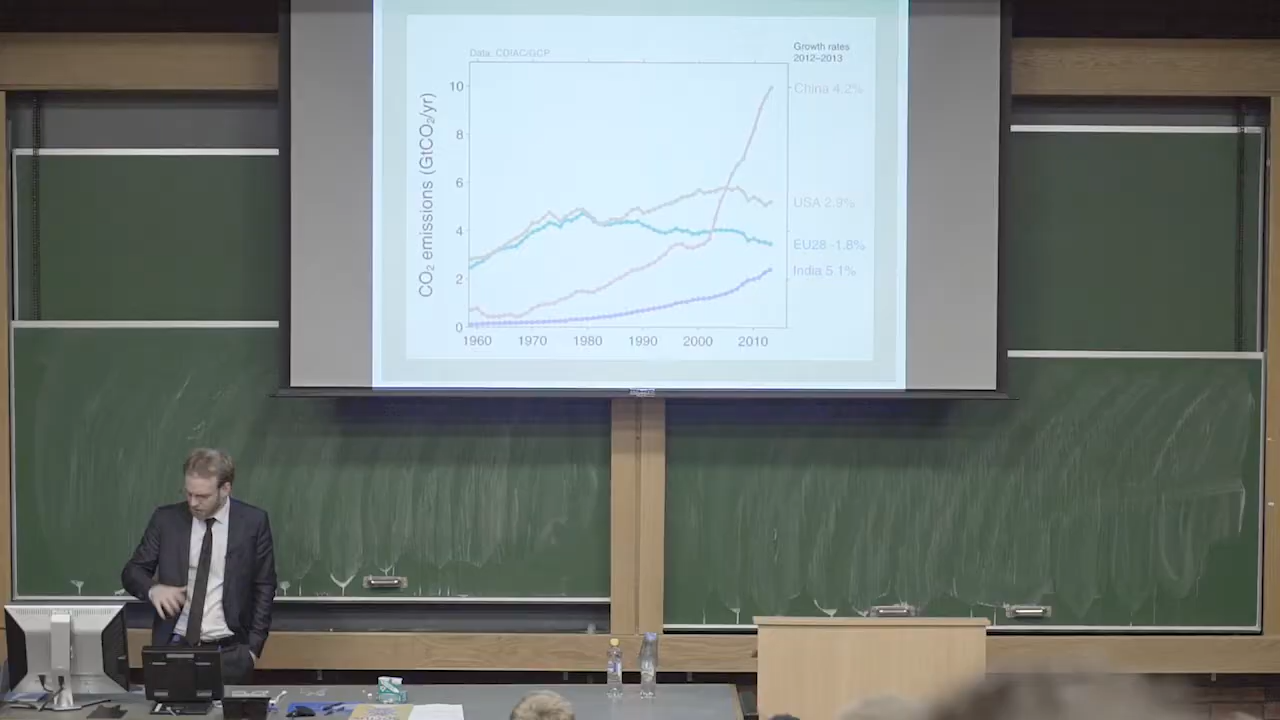 Data: CDIAC/GCP
Growth rates
2012–2013
China 4.2%
USA 2.9%
EU28 -1.8%
India 5.1%
CO₂ emissions (GtCO₂/yr)
10
8
6
4
2
0
1960 1970 1980 1990 2000 2010